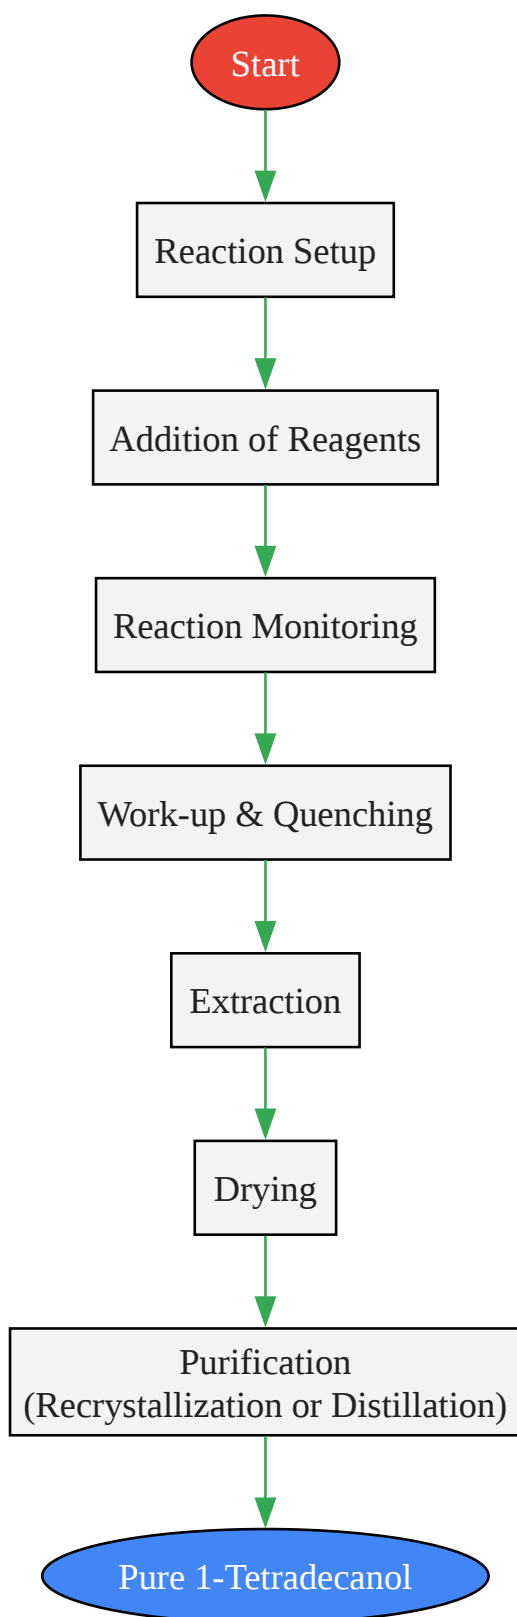 Start
Reaction Setup
Addition of Reagents
Reaction Monitoring
Work-up & Quenching
Extraction
Drying
Purification
(Recrystallization or Distillation)
Pure 1-Tetradecanol